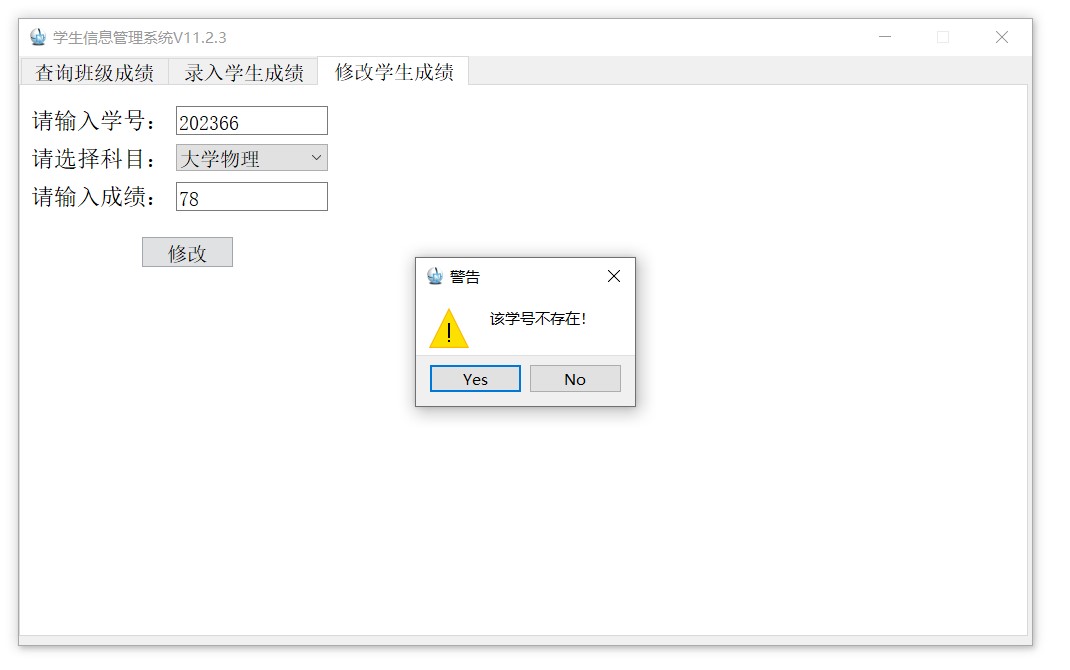 学生信息管理系统V11.2.3
查询班级成绩 录入学生成绩 修改学生成绩
请输入学号： 202366
请选择科目： 大学物理
请输入成绩： 78
修改
警告
该学号不存在！
Yes No